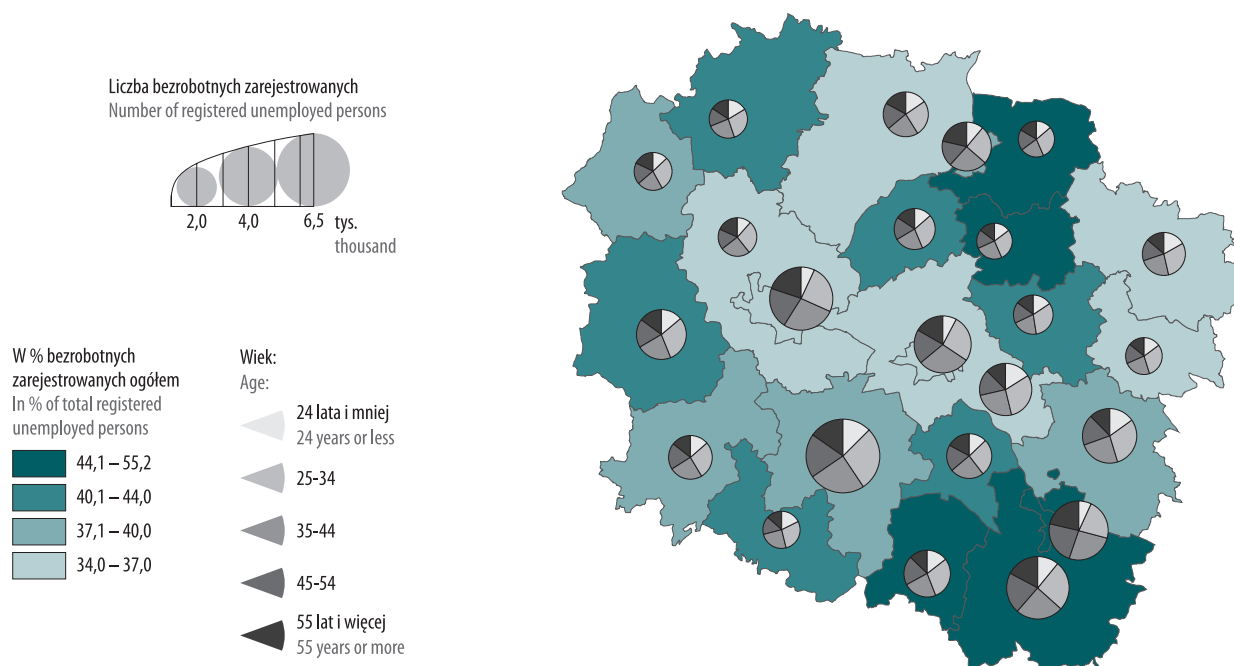 Liczba bezrobotnych zarejestrowanych
Number of registered unemployed persons
2,0 4,0 6,5 tys.
thousand
W % bezrobotnych
zarejestrowanych ogółem
In % of total registered
unemployed persons
44,1 – 55,2
40,1 – 44,0
37,1 – 40,0
34,0 – 37,0
Wiek:
Age:
24 lata i mniej
24 years or less
25-34
35-44
45-54
55 lat i więcej
55 years or more